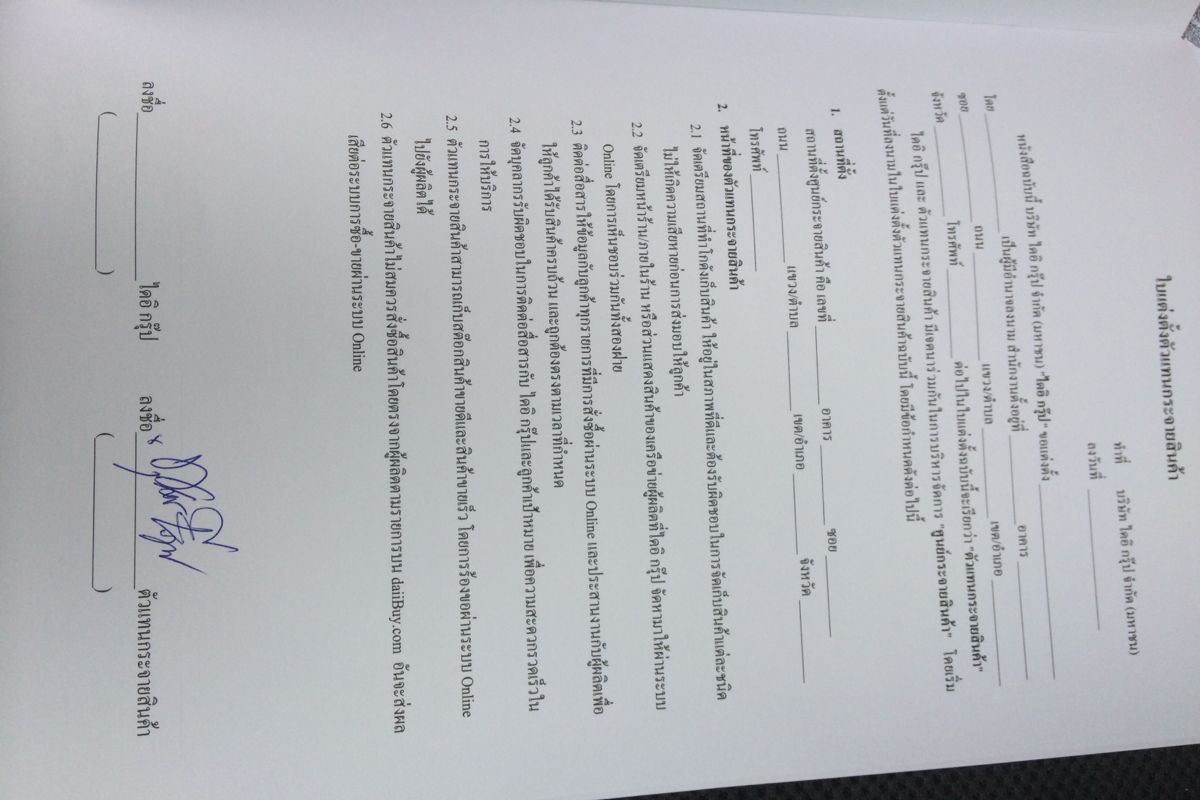 ใบแต่งตั้งตัวแทนกระจายสินค้า
ทำที่ บริษัท ไดอิ กรุ๊ป จำกัด (มหาชน)
ลงวันที่
หนังสือฉบับนี้ บริษัท ไดอิ กรุ๊ป จำกัด (มหาชน) "ไดอิ กรุ๊ป" ขอแต่งตั้ง
โดย เป็นผู้มีอำนาจลงนาม สำนักงานตั้งอยู่ที่ อาคาร
ซอย ถนน แขวง/ตำบล เขต/อำเภอ
จังหวัด โทรศัพท์ ต่อไปในใบแต่งตั้งฉบับนี้จะเรียกว่า "ตัวแทนกระจายสินค้า"
ไดอิ กรุ๊ป และ ตัวแทนกระจายสินค้า มีเจตนาร่วมกันในการบริหารจัดการ "ศูนย์กระจายสินค้า" โดยเริ่ม
ตั้งแต่วันที่ลงนามในใบแต่งตั้งตัวแทนกระจายสินค้าฉบับนี้ โดยมีข้อกำหนดดังต่อไปนี้
1. สถานที่ตั้ง
สถานที่ตั้งศูนย์กระจายสินค้า คือ เลขที่ อาคาร ซอย
ถนน แขวง/ตำบล เขต/อำเภอ จังหวัด
โทรศัพท์
2. หน้าที่ของตัวแทนกระจายสินค้า
2.1 จัดเตรียมสถานที่ทำโกดังเก็บสินค้า ให้อยู่ในสภาพที่ดีและต้องรับผิดชอบในการจัดเก็บสินค้าแต่ละชนิด
ไม่ให้เกิดความเสียหายก่อนการส่งมอบให้ลูกค้า
2.2 จัดเตรียมหน้าร้าน/ภายในร้าน หรือส่วนแสดงสินค้าของเครือข่ายผู้ผลิตที่ไดอิ กรุ๊ป จัดหามาให้ผ่านระบบ
Online โดยการเห็นชอบร่วมกันทั้งสองฝ่าย
2.3 ติดต่อสื่อสารให้ข้อมูลกับลูกค้าทุกรายการที่มีการสั่งซื้อผ่านระบบ Online และประสานงานกับผู้ผลิตเพื่อ
ให้ลูกค้าได้รับสินค้าครบถ้วน และถูกต้องตรงตามเวลาที่กำหนด
2.4 จัดบุคลากรรับผิดชอบในการติดต่อสื่อสารกับ ไดอิ กรุ๊ปและลูกค้าเป้าหมาย เพื่อความสะดวกรวดเร็วใน
การให้บริการ
2.5 ตัวแทนกระจายสินค้าสามารถเก็บสต๊อกสินค้าขายดีและสินค้าขายเร็ว โดยการร้องขอผ่านระบบ Online
ไปยังผู้ผลิตได้
2.6 ตัวแทนกระจายสินค้าไม่สมควรสั่งซื้อสินค้าโดยตรงจากผู้ผลิตตามรายการบน daiiBuy.com อันจะส่งผล
เสียต่อระบบการซื้อ-ขายผ่านระบบ Online
ลงชื่อ ไดอิ กรุ๊ป ลงชื่อ x ตัวแทนกระจายสินค้า
( ) ( )